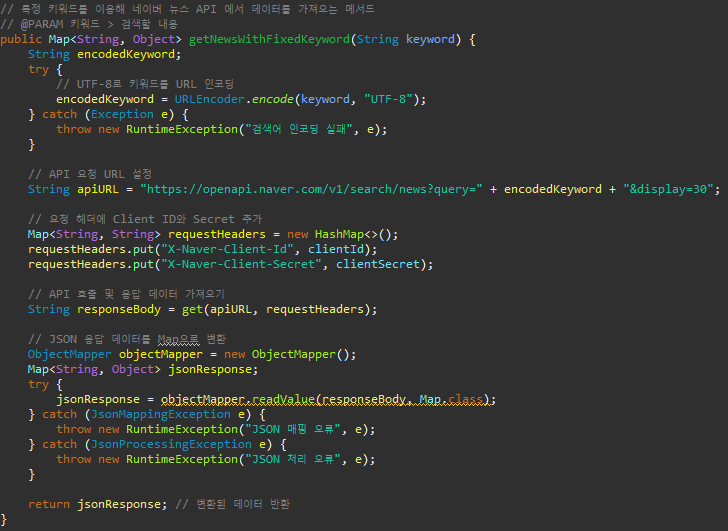 // 특정 키워드를 이용해 네이버 뉴스 API 에서 데이터를 가져오는 메서드
// @PARAM 키워드 > 검색할 내용
public Map<String, Object> getNewsWithFixedKeyword(String keyword) {
    String encodedKeyword;
    try {
        // UTF-8로 키워드를 URL 인코딩
        encodedKeyword = URLEncoder.encode(keyword, "UTF-8");
    } catch (Exception e) {
        throw new RuntimeException("검색어 인코딩 실패", e);
    }

    // API 요청 URL 설정
    String apiURL = "https://openapi.naver.com/v1/search/news?query=" + encodedKeyword + "&display=30";

    // 요청 헤더에 Client ID와 Secret 추가
    Map<String, String> requestHeaders = new HashMap<>();
    requestHeaders.put("X-Naver-Client-Id", clientId);
    requestHeaders.put("X-Naver-Client-Secret", clientSecret);

    // API 호출 및 응답 데이터 가져오기
    String responseBody = get(apiURL, requestHeaders);

    // JSON 응답 데이터를 Map으로 변환
    ObjectMapper objectMapper = new ObjectMapper();
    Map<String, Object> jsonResponse;
    try {
        jsonResponse = objectMapper.readValue(responseBody, Map.class);
    } catch (JsonMappingException e) {
        throw new RuntimeException("JSON 매핑 오류", e);
    } catch (JsonProcessingException e) {
        throw new RuntimeException("JSON 처리 오류", e);
    }

    return jsonResponse; // 변환된 데이터 반환
}